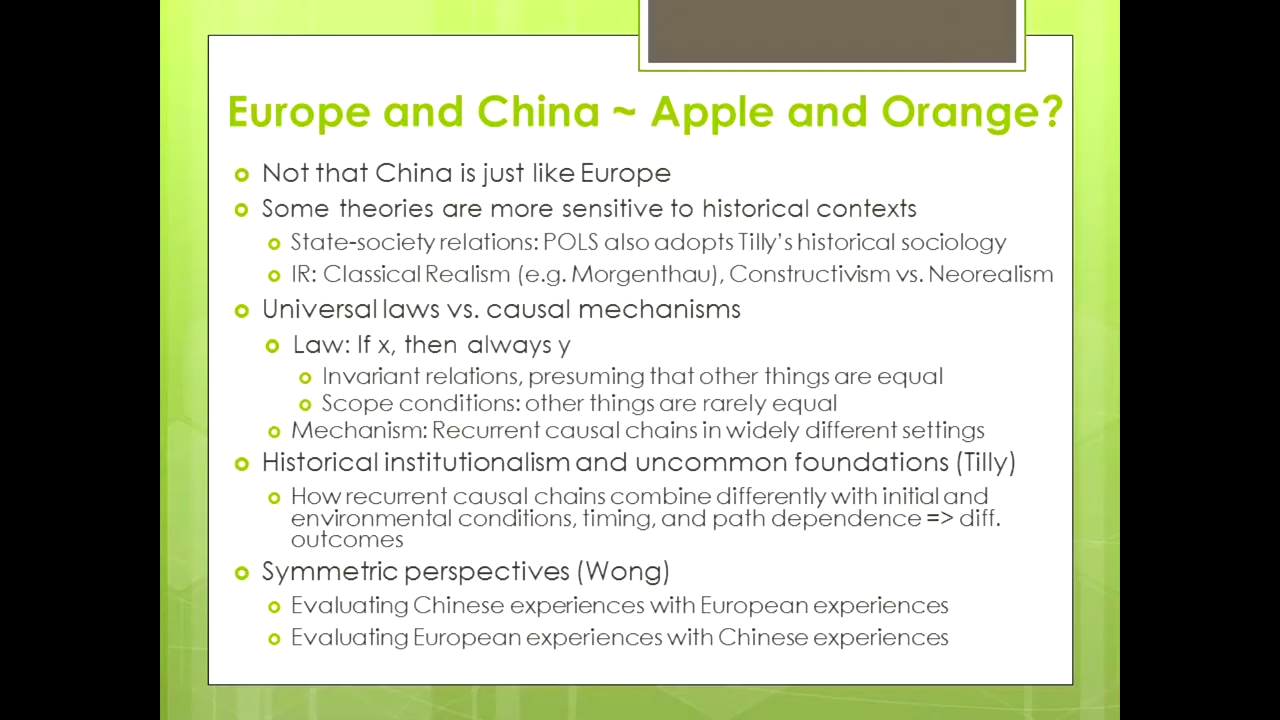 Europe and China ~ Apple and Orange?
Not that China is just like Europe
Some theories are more sensitive to historical contexts
State-society relations: POLS also adopts Tilly's historical sociology
IR: Classical Realism (e.g. Morgenthau), Constructivism vs. Neorealism
Universal laws vs. causal mechanisms
Law: If x, then always y
Invariant relations, presuming that other things are equal
Scope conditions: other things are rarely equal
Mechanism: Recurrent causal chains in widely different settings
Historical institutionalism and uncommon foundations (Tilly)
How recurrent causal chains combine differently with initial and
environmental conditions, timing, and path dependence => diff.
outcomes
Symmetric perspectives (Wong)
Evaluating Chinese experiences with European experiences
Evaluating European experiences with Chinese experiences